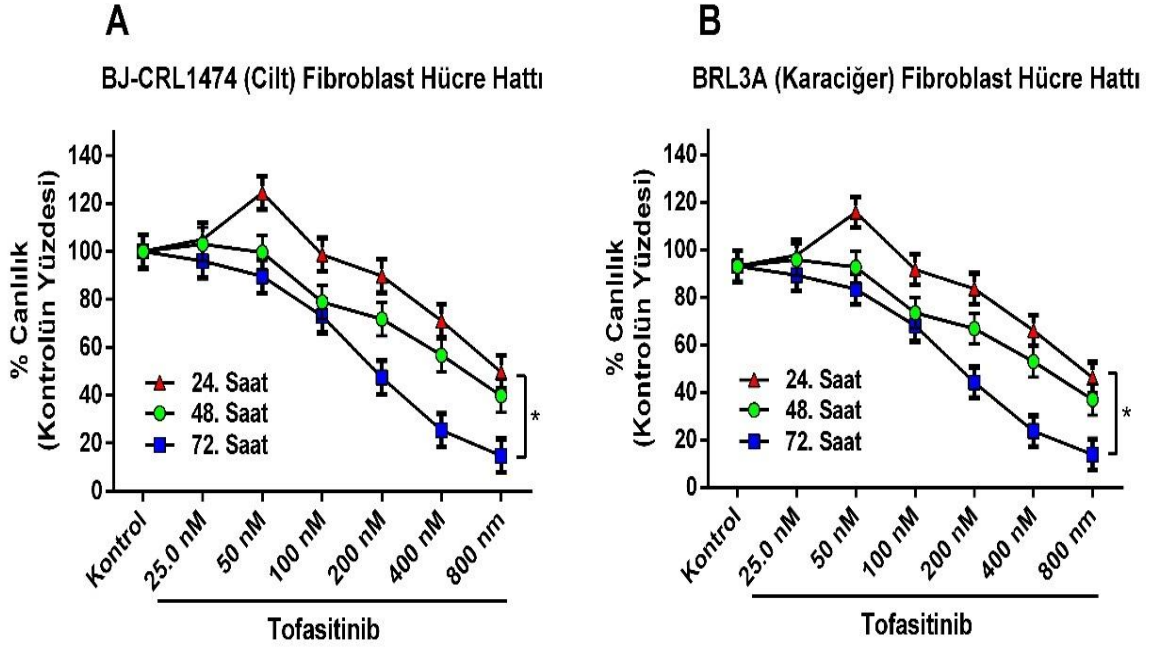 A
BJ-CRL1474 (Cilt) Fibroblast Hücre Hattı
% Canlılık
(Kontrolün Yüzdesi)
140
120
100
80
60
40
20
0
24. Saat
48. Saat
72. Saat
*
Kontrol
25.0 nM
50 nM
100 nM
200 nM
400 nM
800 nm
Tofasitinib
B
BRL3A (Karaciğer) Fibroblast Hücre Hattı
% Canlılık
(Kontrolün Yüzdesi)
140
120
100
80
60
40
20
0
24. Saat
48. Saat
72. Saat
*
Kontrol
25.0 nM
50 nM
100 nM
200 nM
400 nM
800 nm
Tofasitinib